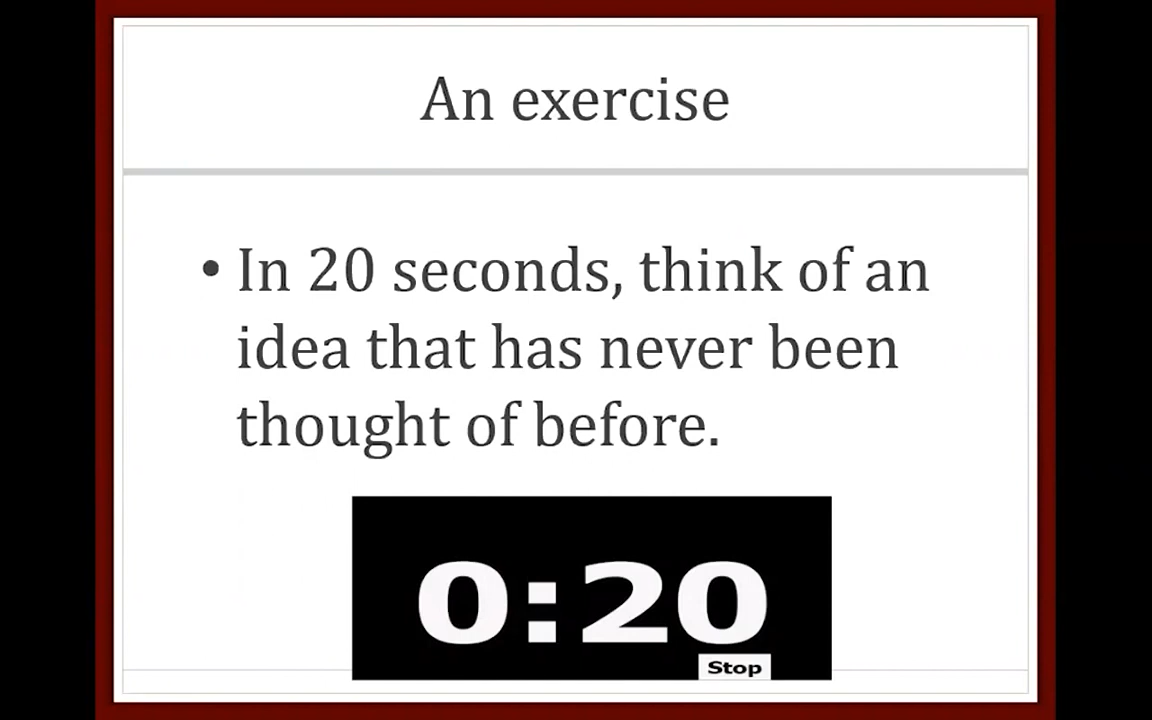 An exercise
• In 20 seconds, think of an
idea that has never been
thought of before.
0:20
Stop